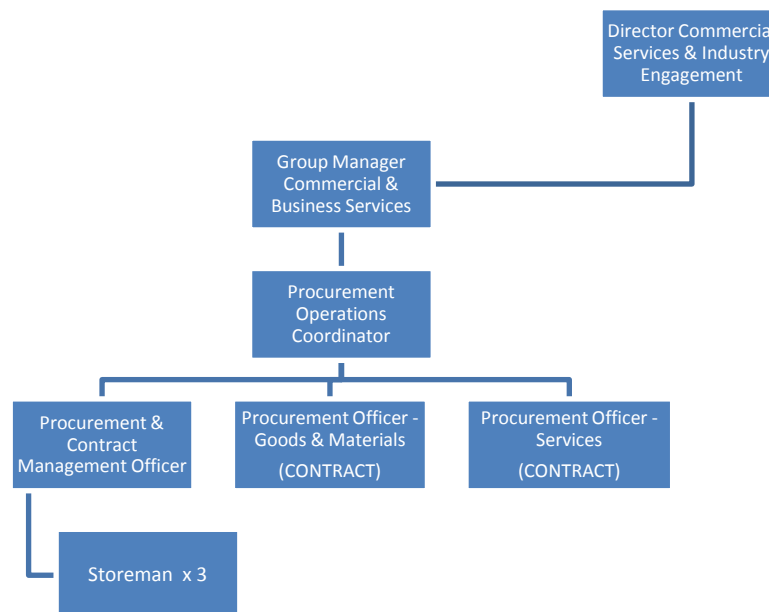 Director Commercial
Services & Industry
Engagement
Group Manager
Commercial &
Business Services
Procurement
Operations
Coordinator
Procurement &
Contract
Management Officer
Procurement Officer -
Goods & Materials
(CONTRACT)
Procurement Officer -
Services
(CONTRACT)
Storeman x 3